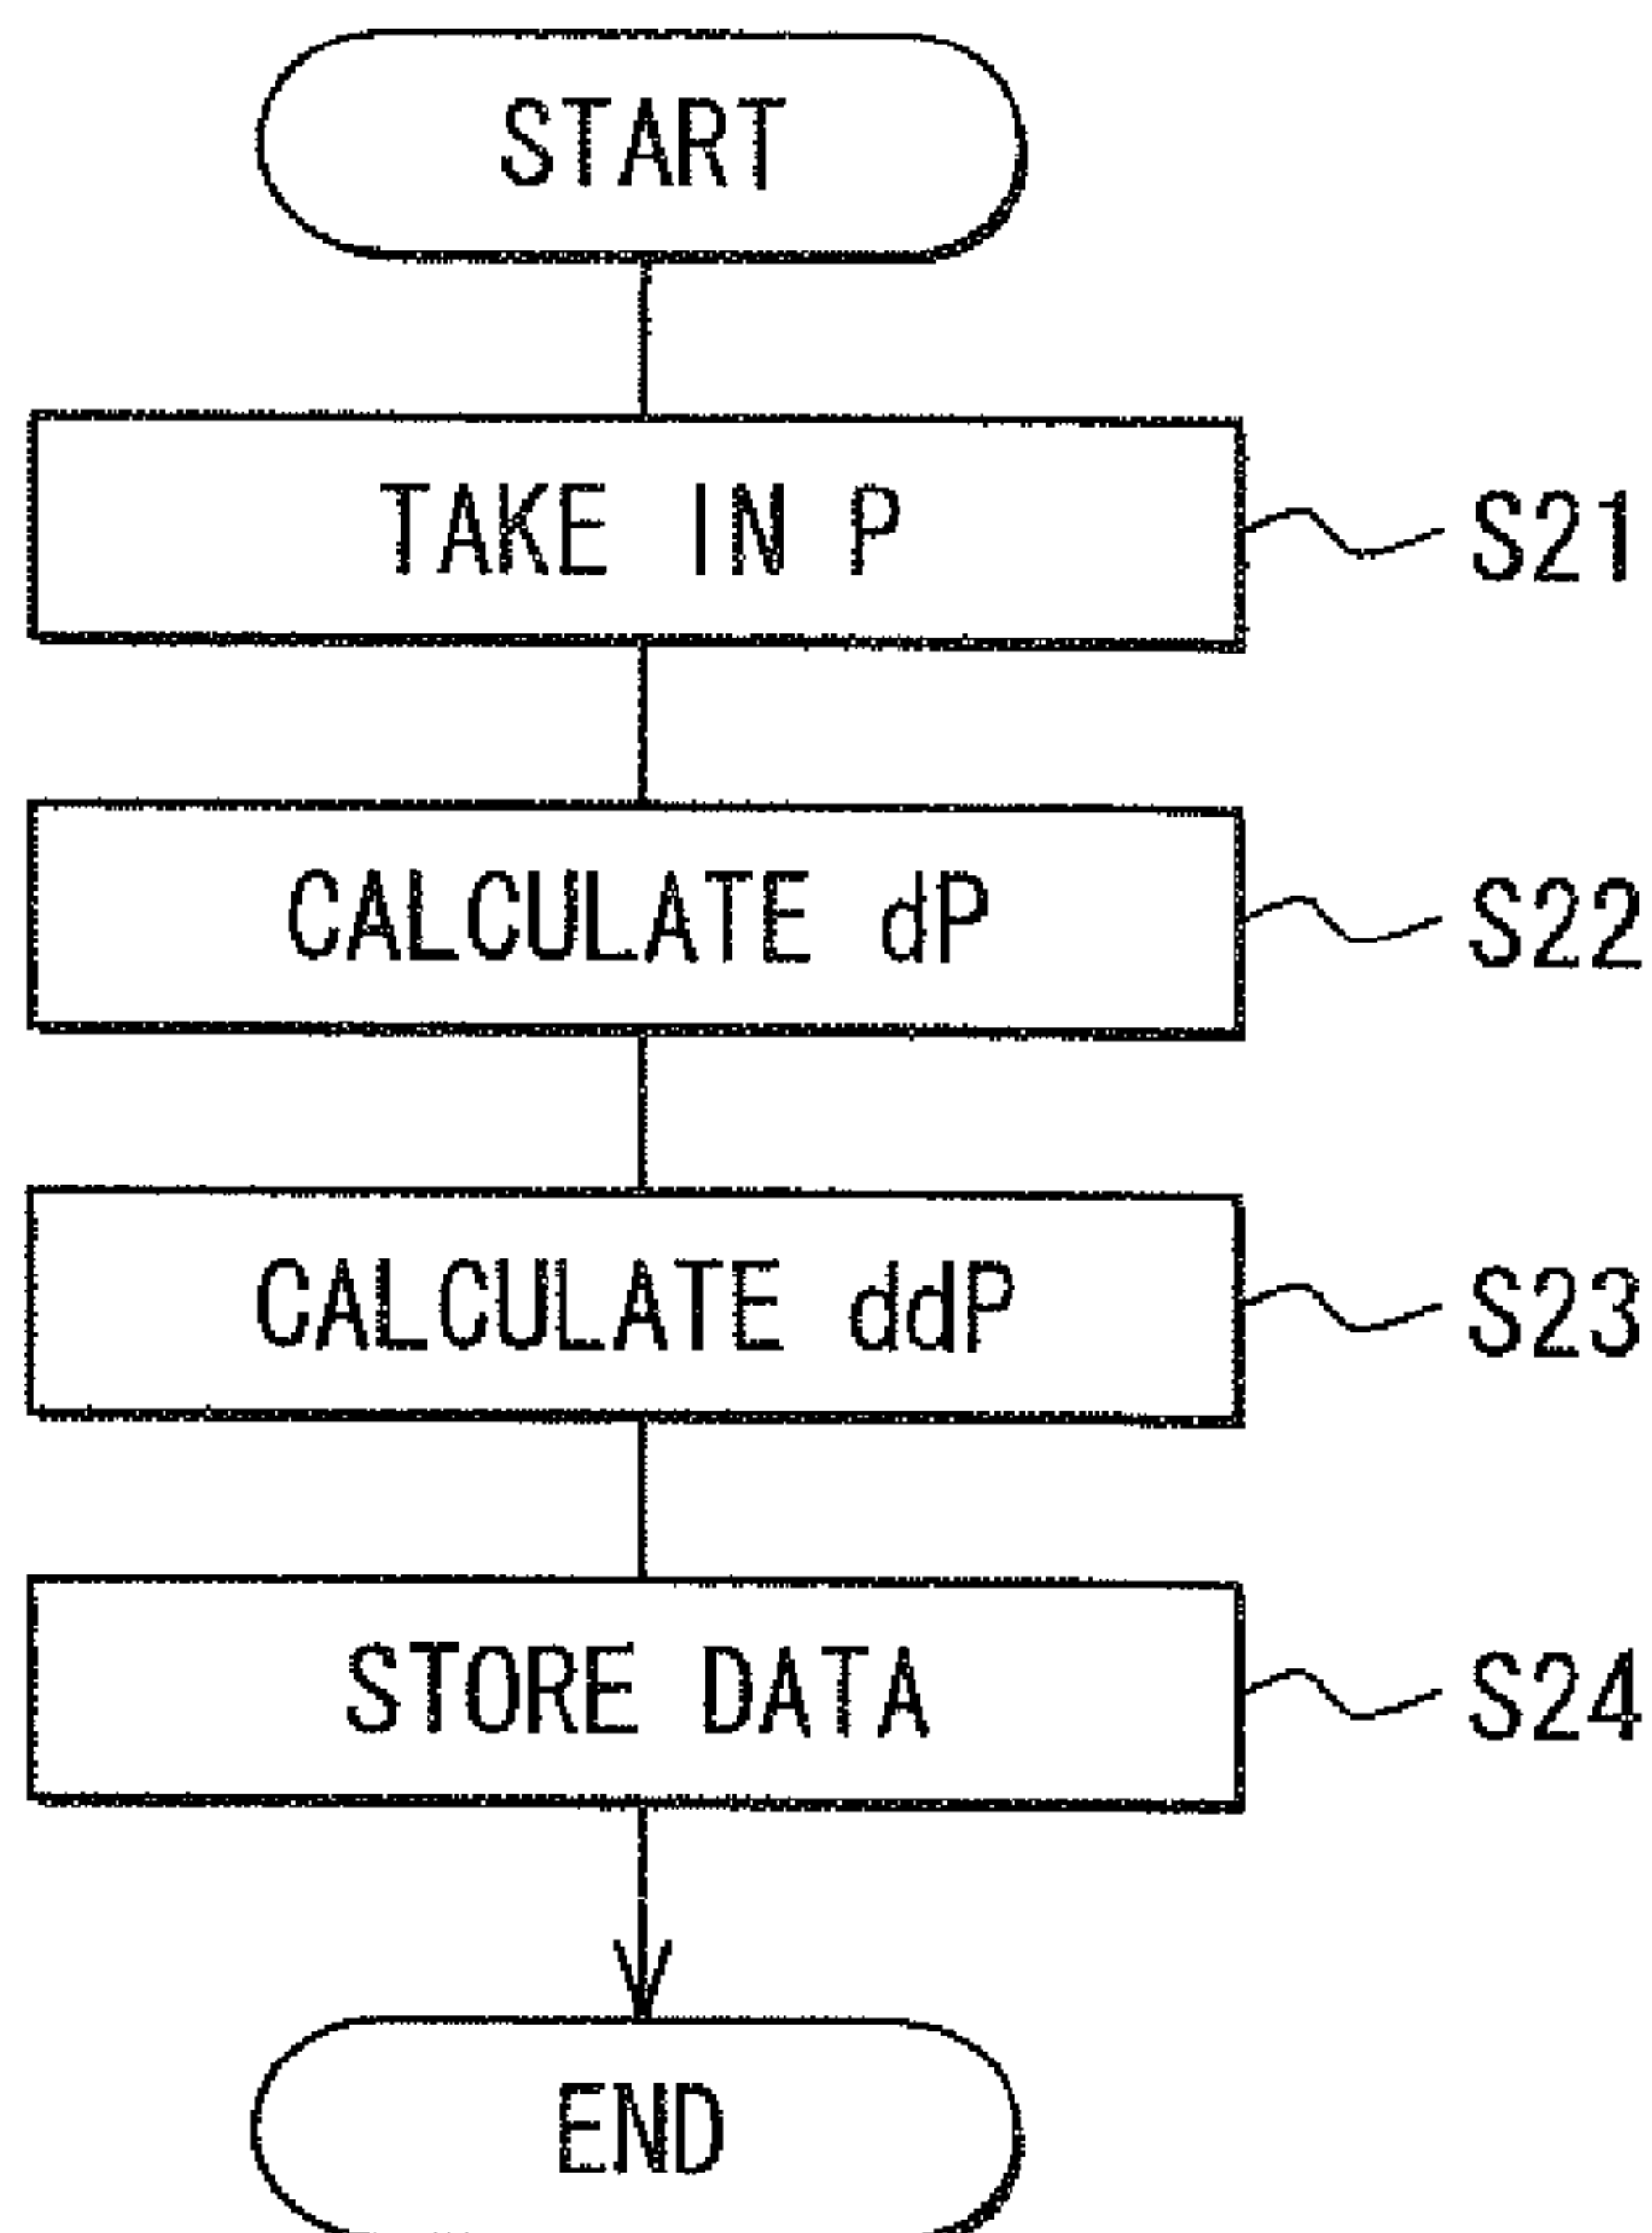 START
TAKE IN P
S21
CALCULATE dP
S22
CALCULATE ddP
S23
STORE DATA
S24
END